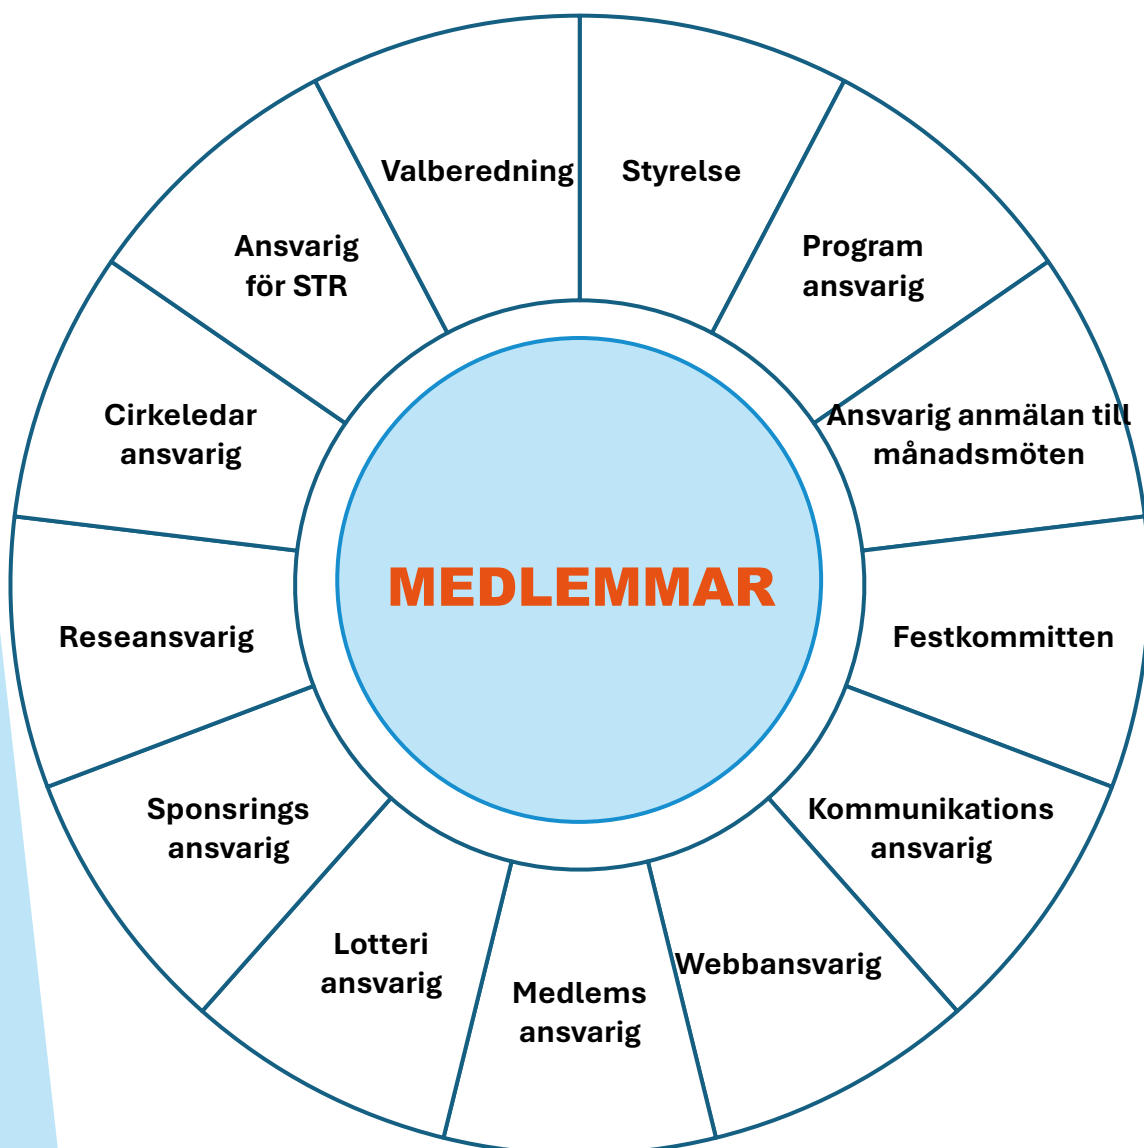 Valberedning
Styrelse
Ansvarig
för STR
Program
ansvarig
Cirkeledar
ansvarig
Ansvarig anmälan till
månadsmöten
MEDLEMMAR
Reseansvarig
Festkommitten
Sponsrings
ansvarig
Kommunikations
ansvarig
Lotteri
ansvarig
Webbansvarig
Medlems
ansvarig